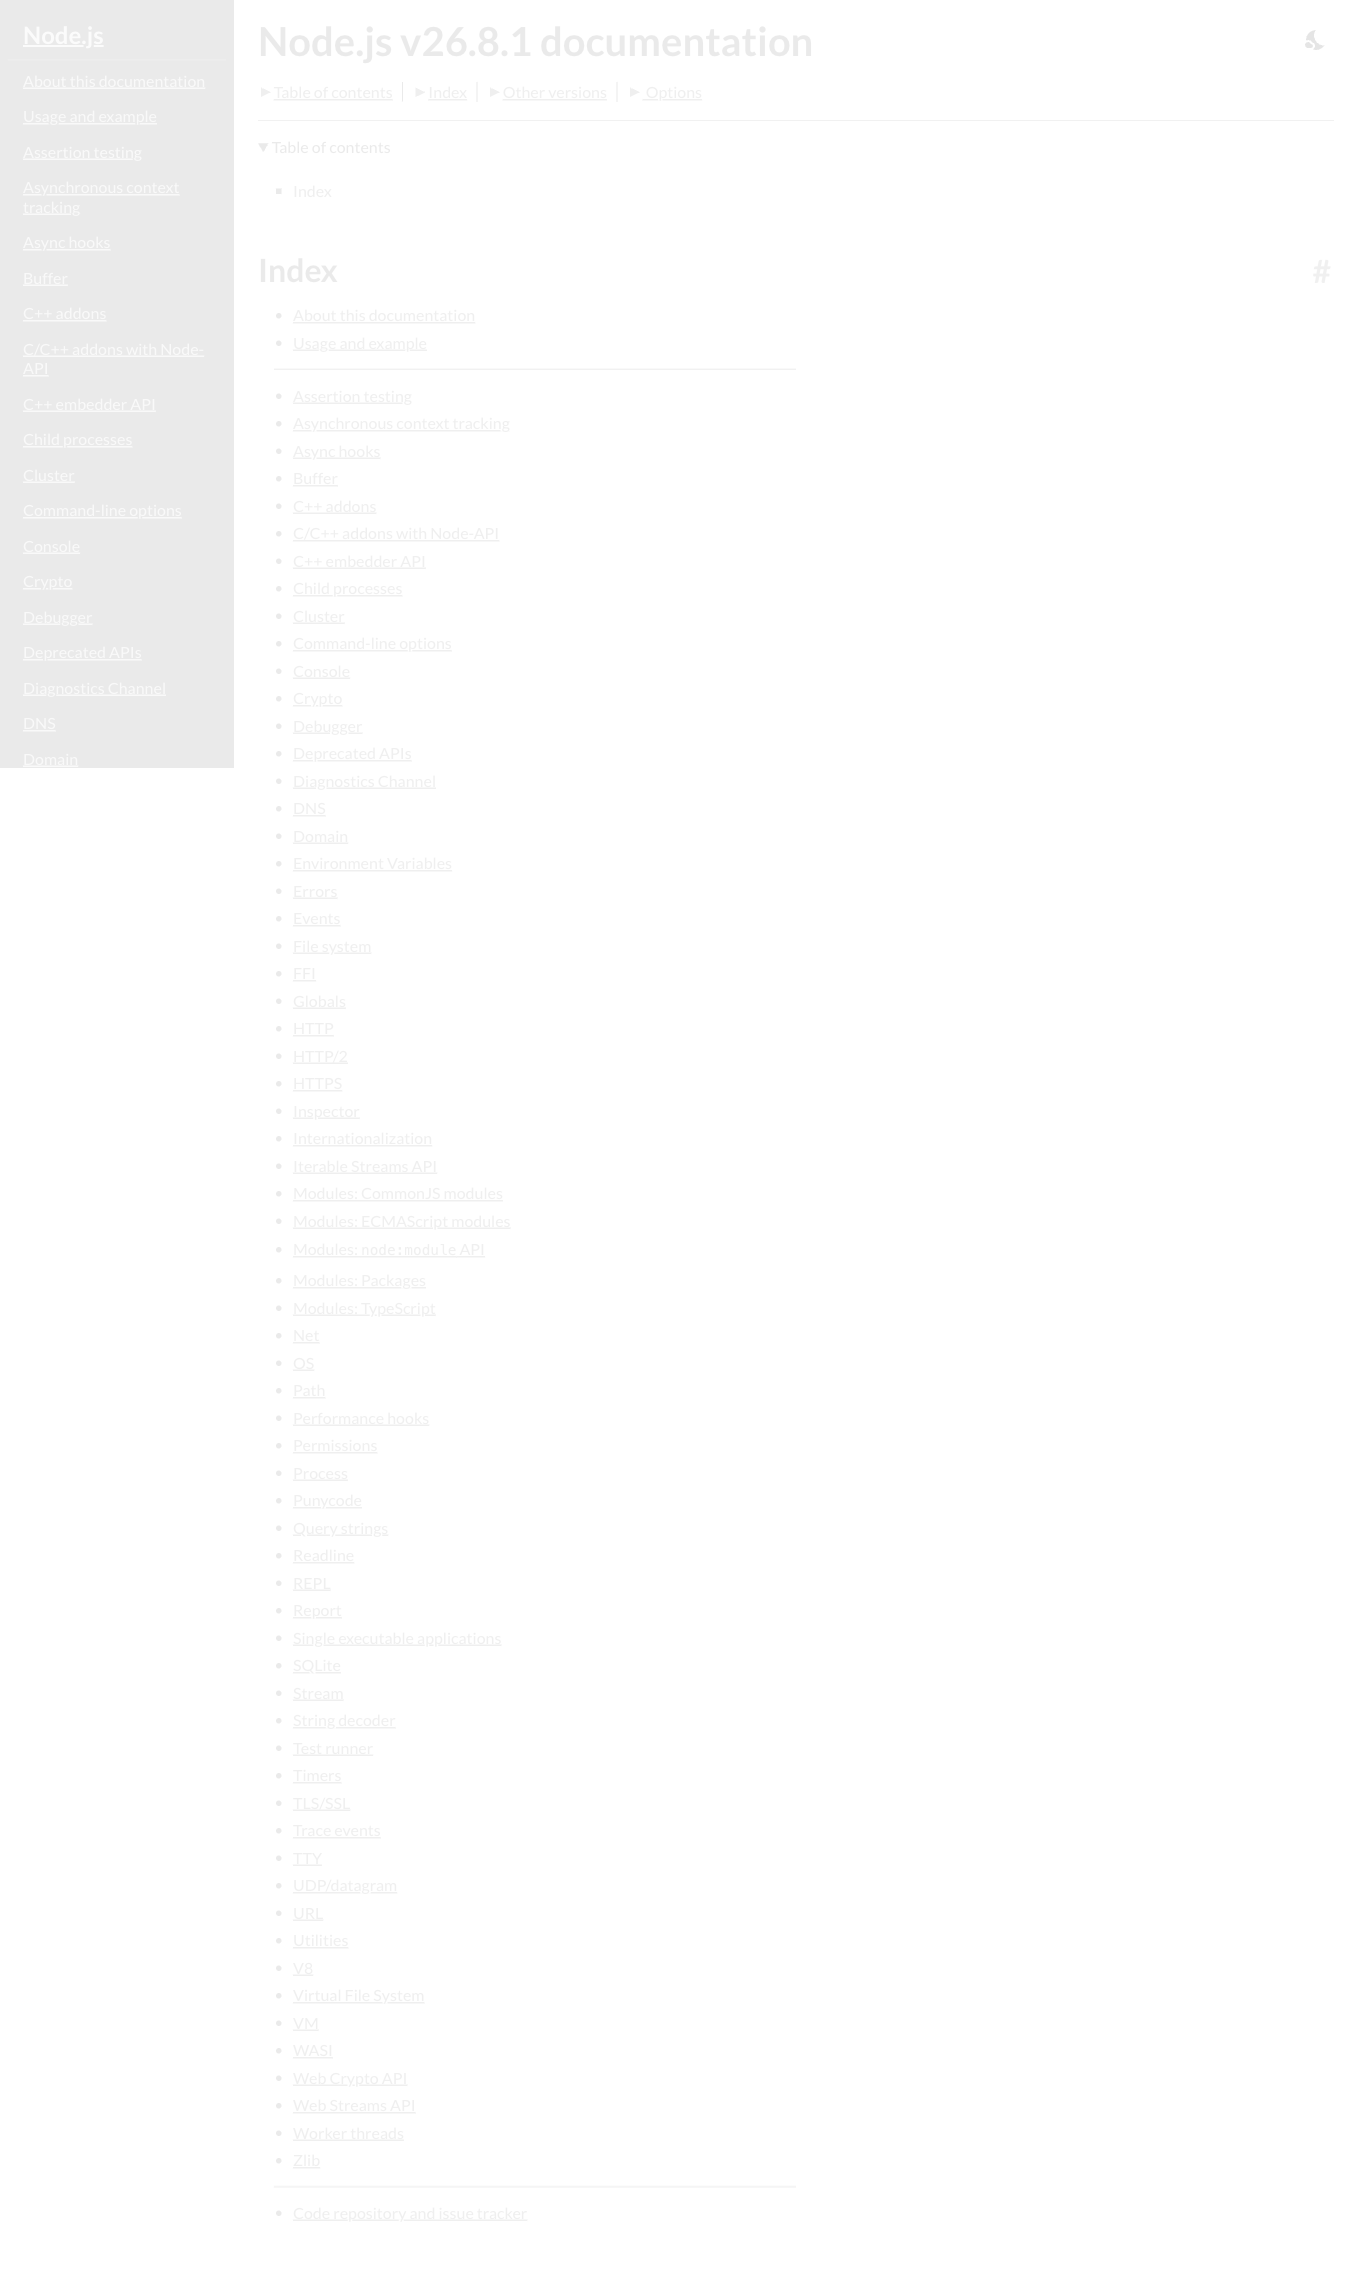 Node.js
About this documentation
Usage and example
Assertion testing
Asynchronous context
tracking
Async hooks
Buffer
C++ addons
C/C++ addons with Node-
API
C++ embedder API
Child processes
Cluster
Command-line options
Console
Crypto
Debugger
Deprecated APIs
Diagnostics Channel
DNS
Domain
Node.js v26.8.1 documentation
► Table of contents | ► Index | ► Other versions | ► Options
▼ Table of contents
Index
Index #
About this documentation
Usage and example
Assertion testing
Asynchronous context tracking
Async hooks
Buffer
C++ addons
C/C++ addons with Node-API
C++ embedder API
Child processes
Cluster
Command-line options
Console
Crypto
Debugger
Deprecated APIs
Diagnostics Channel
DNS
Domain
Environment Variables
Errors
Events
File system
FFI
Globals
HTTP
HTTP/2
HTTPS
Inspector
Internationalization
Iterable Streams API
Modules: CommonJS modules
Modules: ECMAScript modules
Modules: node:module API
Modules: Packages
Modules: TypeScript
Net
OS
Path
Performance hooks
Permissions
Process
Punycode
Query strings
Readline
REPL
Report
Single executable applications
SQLite
Stream
String decoder
Test runner
Timers
TLS/SSL
Trace events
TTY
UDP/datagram
URL
Utilities
V8
Virtual File System
VM
WASI
Web Crypto API
Web Streams API
Worker threads
Zlib
Code repository and issue tracker